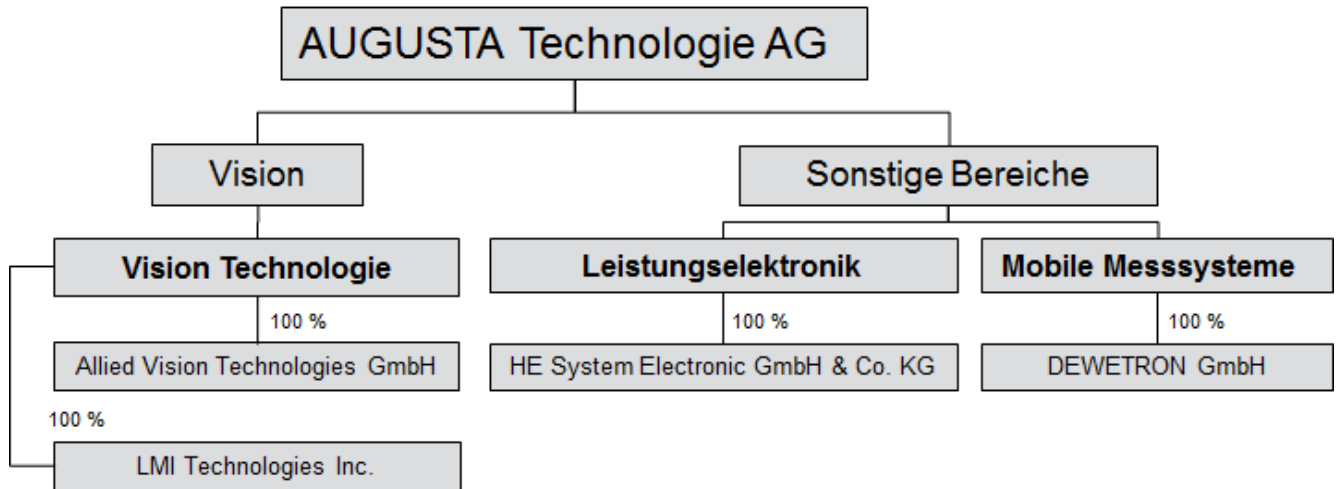 AUGUSTA Technologie AG
Vision
Sonstige Bereiche
Vision Technologie
Leistungselektronik
Mobile Messsysteme
100 %
100 %
100 %
Allied Vision Technologies GmbH
HE System Electronic GmbH & Co. KG
DEWETRON GmbH
100 %
LMI Technologies Inc.